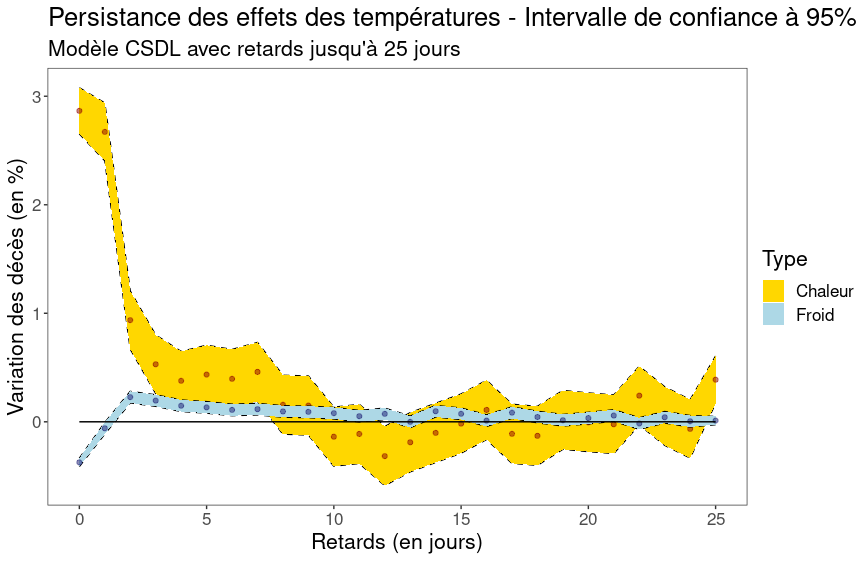 Persistance des effets des températures - Intervalle de confiance à 95%
Modèle CSDL avec retards jusqu'à 25 jours
Variation des décès (en %)
3
2
1
0
0 5 10 15 20 25
Retards (en jours)
Type
Chaleur
Froid